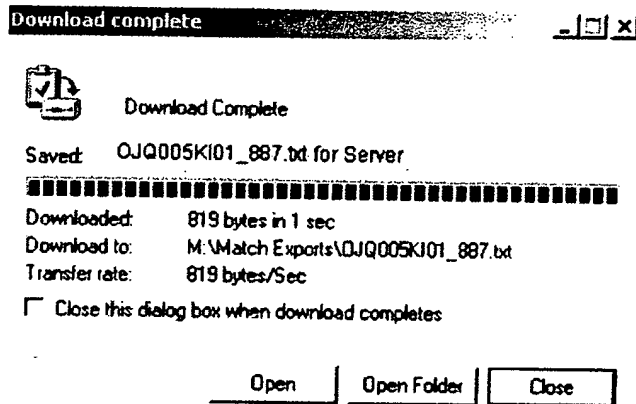 Download complete
Download Complete
Saved: OJQ005KI01_887.txt for Server
Downloaded: 819 bytes in 1 sec
Download to: M:\Match Exports\OJQ005KI01_887.txt
Transfer rate: 819 bytes/Sec
Close this dialog box when download completes
Open Open Folder Close